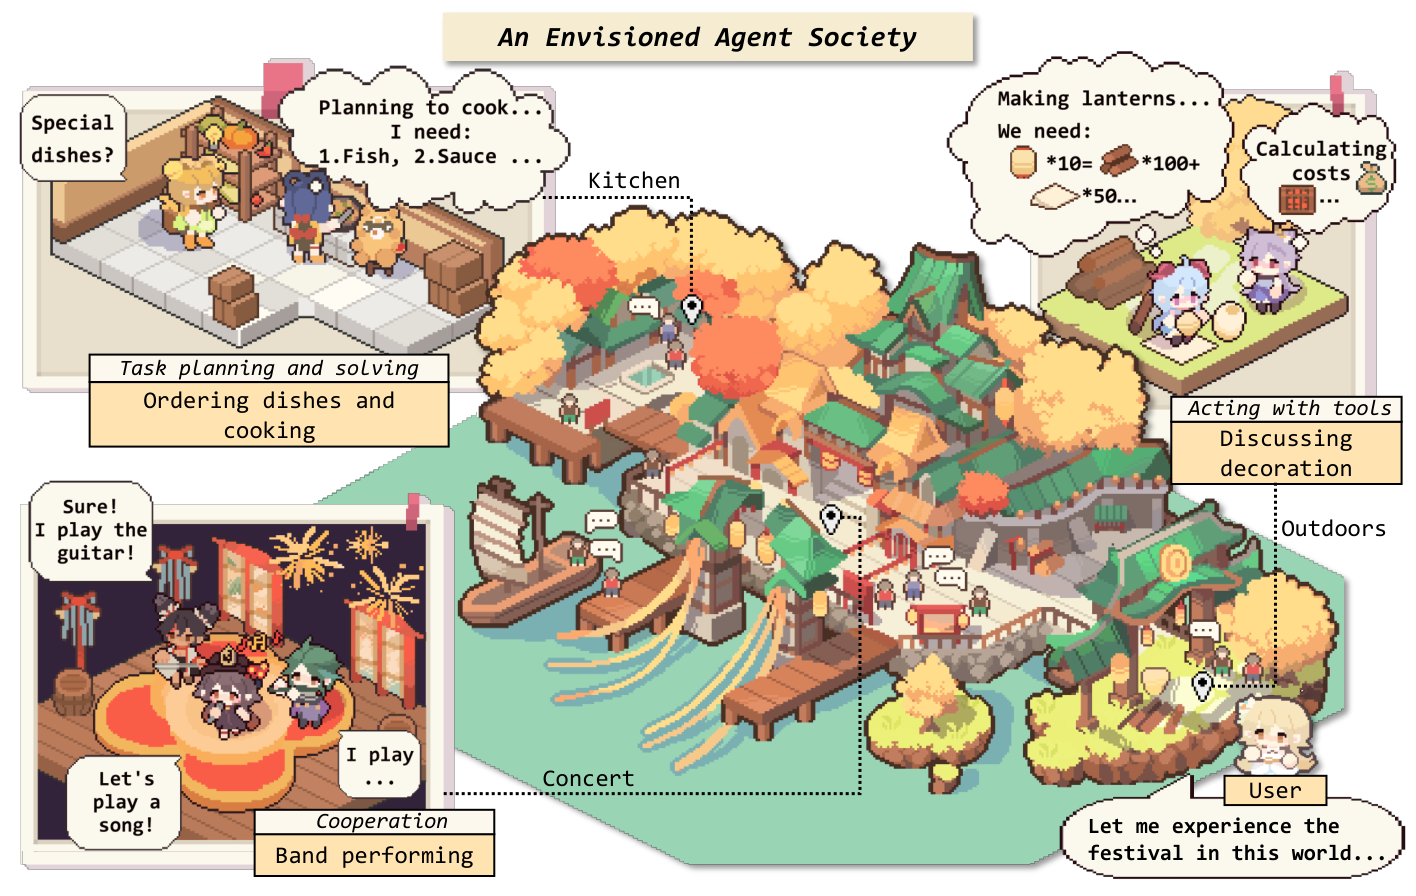 An Envisioned Agent Society
Special
dishes?
Planning to cook...
I need:
1.Fish, 2.Sauce ...
Kitchen
Task planning and solving
Ordering dishes and
cooking
Making lanterns...
We need:
*10= *100+
*50...
Calculating
costs
...
Acting with tools
Discussing
decoration
Outdoors
Sure!
I play the
guitar!
Let's
play a
song!
I play
...
Concert
Cooperation
Band performing
User
Let me experience the
festival in this world...